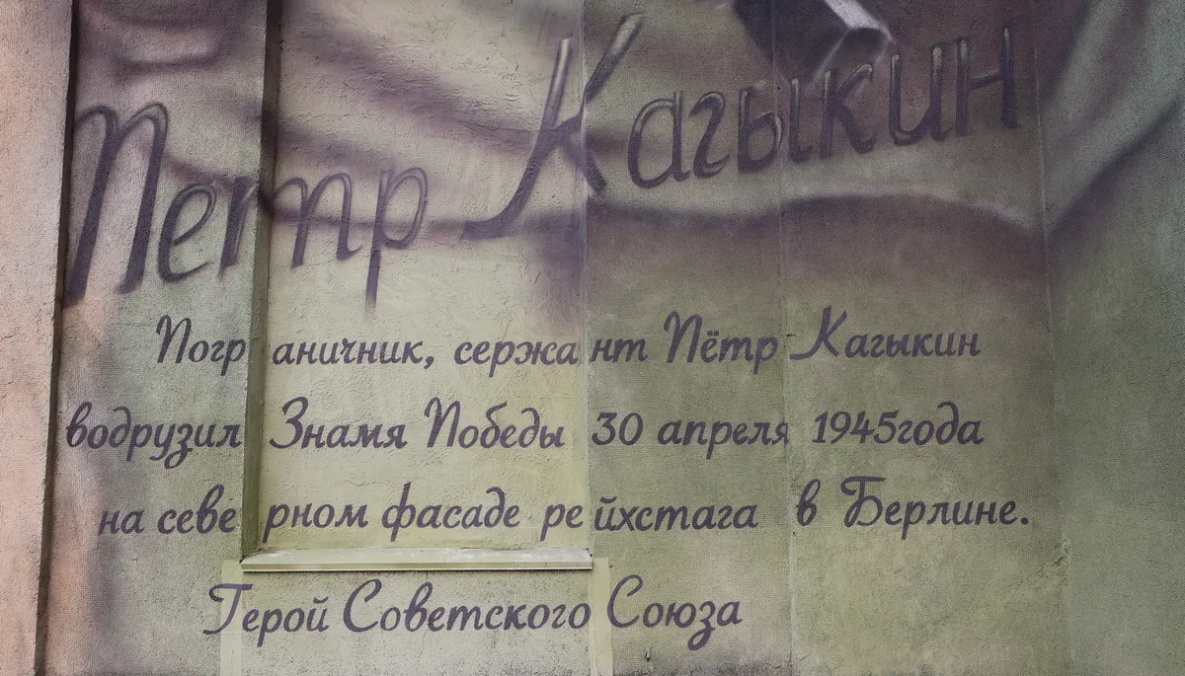 Петр Кагыкин
Пограничник, сержант Пётр Кагыкин
водрузил Знамя Победы 30 апреля 1945года
на северном фасаде рейхстага в Берлине.
Герой Советского Союза